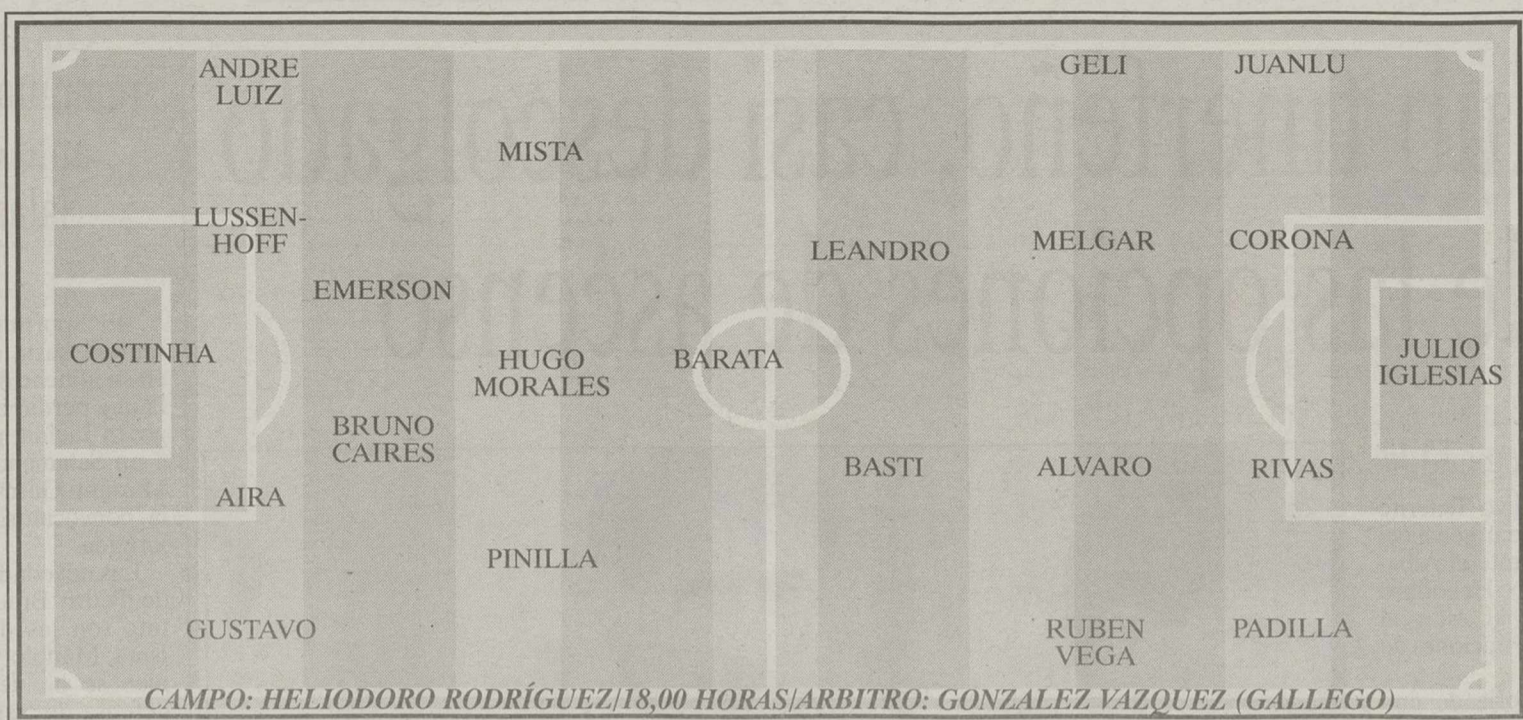 ANDRE
LUIZ
GELI
JUANLU
MISTA
LUSSEN-
HOFF
LEANDRO
MELGAR
CORONA
EMERSON
COSTINHA
HUGO
MORALES
BARATA
JULIO
IGLESIAS
BRUNO
CAIRES
AIRA
BASTI
ALVARO
RIVAS
PINILLA
GUSTAVO
RUBEN
VEGA
PADILLA
CAMPO: HELIODORO RODRÍGUEZ/18,00 HORAS/ARBITRO: GONZALEZ VAZQUEZ (GALLEGO)